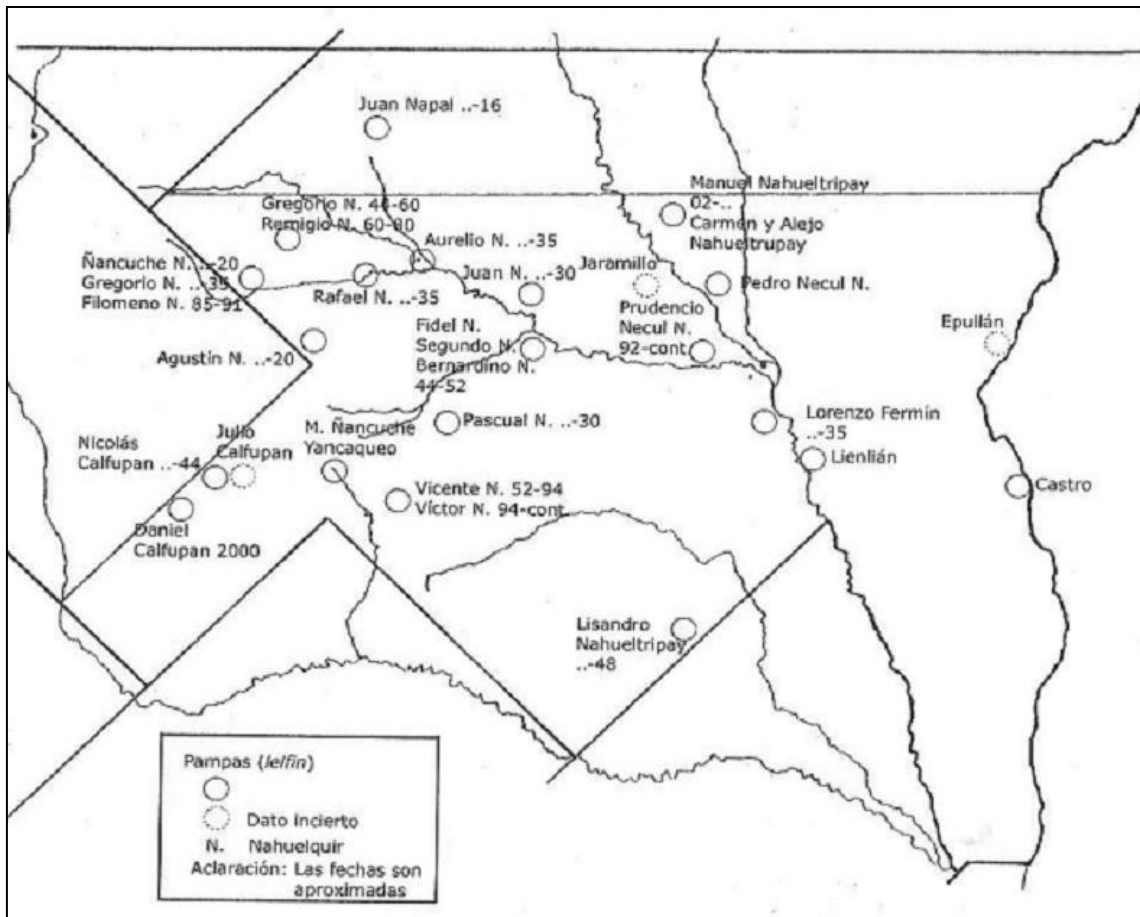 Juan Napal ..-16
Manuel Nahueltripay
02-..
Carmen y Alejo
Nahueltrupay
Gregorio N. 44-60
Remigio N. 60-80
Aurelio N. ..-35
Ñancuche N. ..-20
Gregorio N. ..-35
Filomeno N. 85-91
Rafael N. ..-35
Juan N. ..-30
Jaramillo
Pedro Necul N.
Prudencio
Necul N.
92-cont.
Epullán
Agustín N. ..-20
Fidel N.
Segundo N.
Bernardino N.
44-52
Pascual N. ..-30
Lorenzo Fermín
..-35
Lienlián
Nicolás
Calfupan ..-44
Julio
Calfupan
M. Ñancuche
Yancaqueo
Vicente N. 52-94
Víctor N. 94-cont.
Castro
Daniel
Calfupan 2000
Lisandro
Nahueltripay
..-48
Pampas (lelfin)
Dato incierto
N. Nahuelquir
Aclaración: Las fechas son
aproximadas